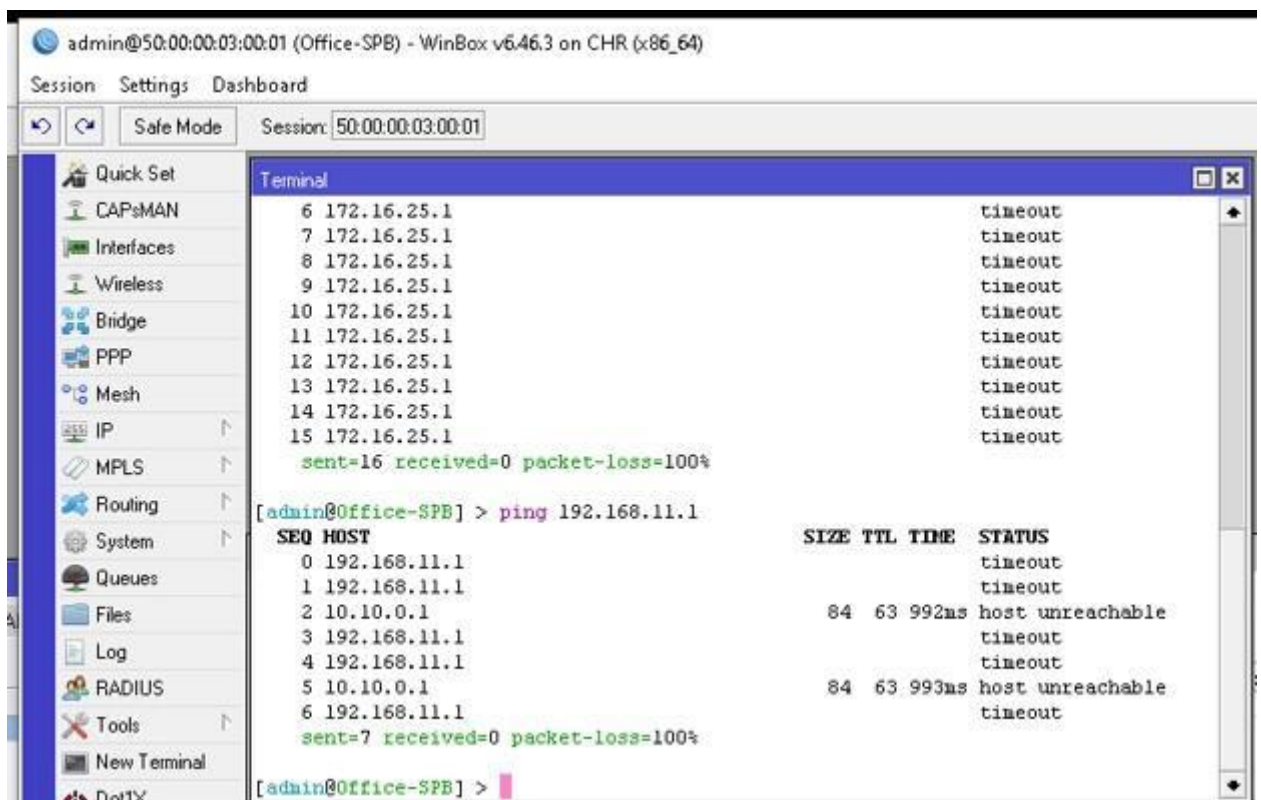 admin@50:00:00:03:00:01 (Office-SPB) - WinBox v6.46.3 on CHR (x86_64)
Session Settings Dashboard
Safe Mode Session: 50:00:00:03:00:01
Quick Set
CAPsMAN
Interfaces
Wireless
Bridge
PPP
Mesh
IP
MPLS
Routing
System
Queues
Files
Log
RADIUS
Tools
New Terminal
Dot1X
Terminal
6 172.16.25.1 timeout
7 172.16.25.1 timeout
8 172.16.25.1 timeout
9 172.16.25.1 timeout
10 172.16.25.1 timeout
11 172.16.25.1 timeout
12 172.16.25.1 timeout
13 172.16.25.1 timeout
14 172.16.25.1 timeout
15 172.16.25.1 timeout
sent=16 received=0 packet-loss=100%
[admin@Office-SPB] > ping 192.168.11.1
SEQ HOST SIZE TTL TIME STATUS
0 192.168.11.1 timeout
1 192.168.11.1 timeout
2 10.10.0.1 84 63 992ms host unreachable
3 192.168.11.1 timeout
4 192.168.11.1 timeout
5 10.10.0.1 84 63 993ms host unreachable
6 192.168.11.1 timeout
sent=7 received=0 packet-loss=100%
[admin@Office-SPB] >